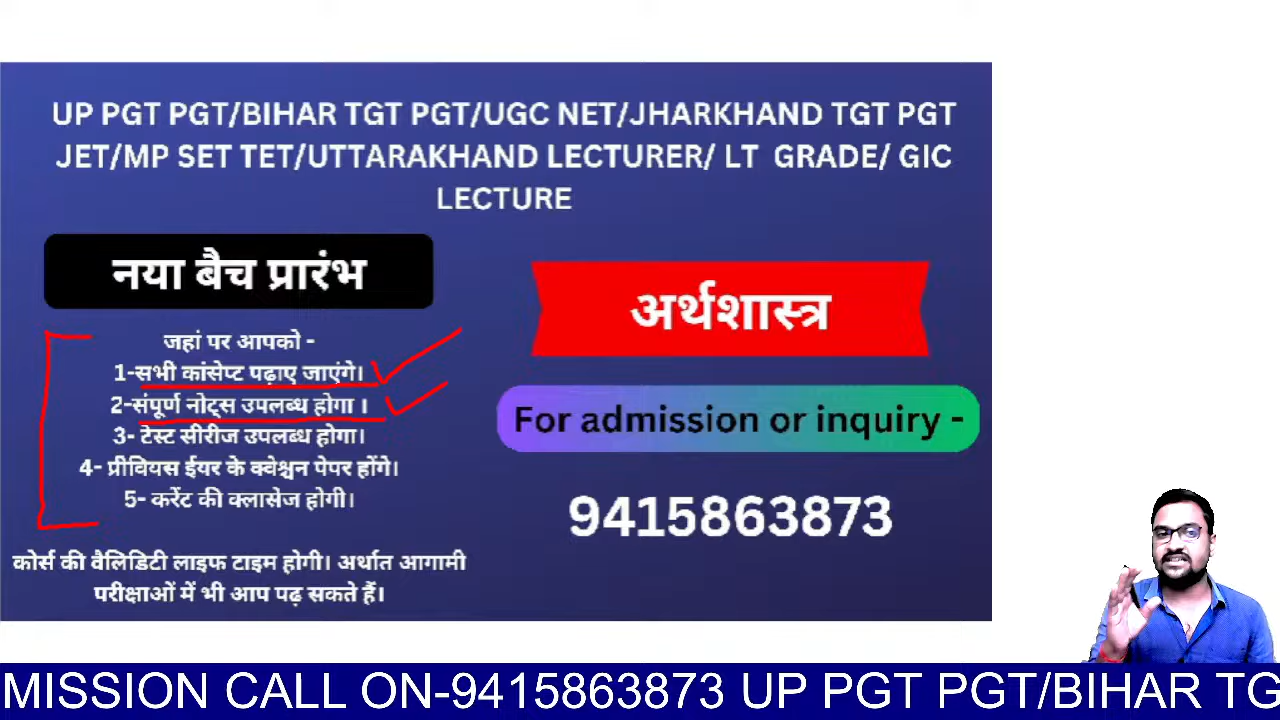 UP PGT PGT/BIHAR TGT PGT/UGC NET/JHARKHAND TGT PGT
JET/MP SET TET/UTTARAKHAND LECTURER/ LT GRADE/ GIC
LECTURE
नया बैच प्रारंभ
जहां पर आपको -
1-सभी कांसेप्ट पढ़ाए जाएंगे।
2-संपूर्ण नोट्स उपलब्ध होगा ।
3- टेस्ट सीरीज उपलब्ध होगा।
4- प्रीवियस ईयर के क्वेश्चन पेपर होंगे।
5- करेंट की क्लासेज होगी।
कोर्स की वैलिडिटी लाइफ टाइम होगी। अर्थात आगामी
परीक्षाओं में भी आप पढ़ सकते हैं।
अर्थशास्त्र
For admission or inquiry -
9415863873
MISSION CALL ON-9415863873 UP PGT PGT/BIHAR TG